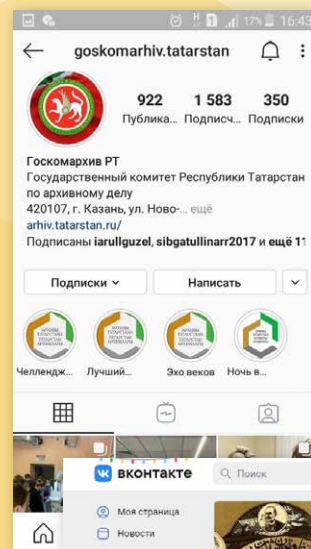 17% 16:43
goskomarhiv.tatarstan
922 1 583 350
Публика... Подписч... Подписки
Госкомархив РТ
Государственный комитет Республики Татарстан
по архивному делу
420107, г. Казань, ул. Ново-... ещё
arhiv.tatarstan.ru/
Подписаны iarullguzel, sibgatullinarr2017 и ещё 11
Подписки
Написать
Челлендж... Лучший... Эхо веков Ночь в...
вконтакте
Поиск
Моя страница
Новости